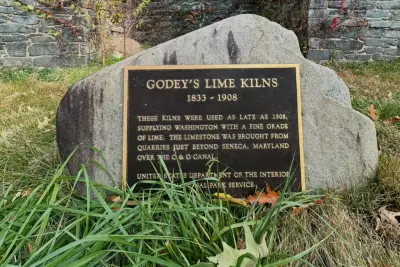 GODEY'S LIME KILNS
1833 - 1908
THESE KILNS WERE USED AS LATE AS 1908,
SUPPLYING WASHINGTON WITH A FINE GRADE
OF LIME. THE LIMESTONE WAS BROUGHT FROM
QUARRIES JUST BEYOND SENECA, MARYLAND
OVER THE C & O CANAL.
UNITED STATES DEPARTMENT OF THE INTERIOR
PARK SERVICE